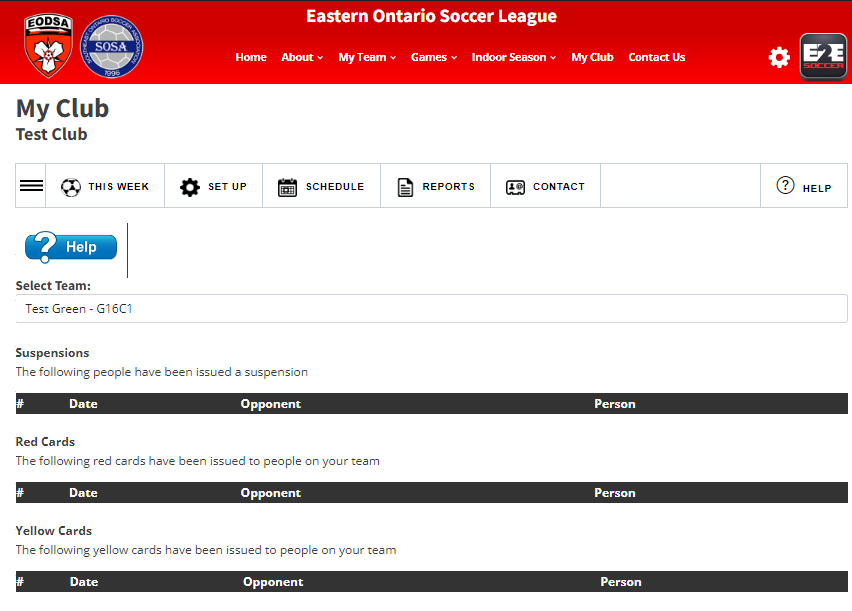 Eastern Ontario Soccer League
EODSA
SOUTHEAST ONTARIO SOCCER ASSOCIATION
SOSA
1996
Home About My Team Games Indoor Season My Club Contact Us
E2E
SOCCER
My Club
Test Club
THIS WEEK SET UP SCHEDULE REPORTS CONTACT ? HELP
? Help
Select Team:
Test Green - G16C1
Suspensions
The following people have been issued a suspension
# Date Opponent Person
Red Cards
The following red cards have been issued to people on your team
# Date Opponent Person
Yellow Cards
The following yellow cards have been issued to people on your team
# Date Opponent Person